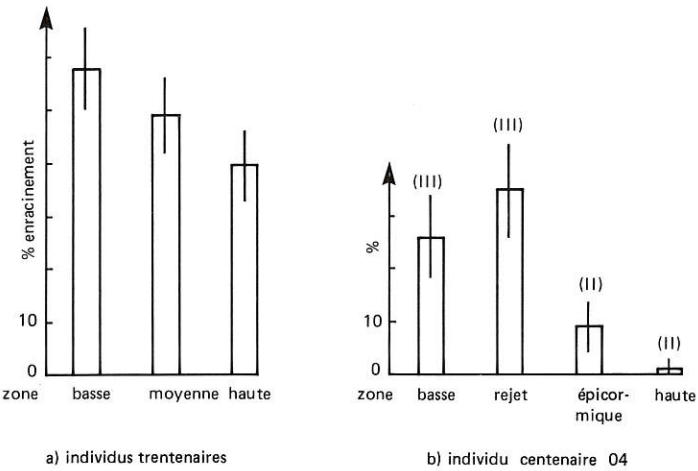 % enracinement
10
0
zone basse moyenne haute
a) individus trentenaires
%
(III)
(III)
(II)
(II)
10
0
zone basse rejet épicor-
mique haute
b) individu centenaire 04